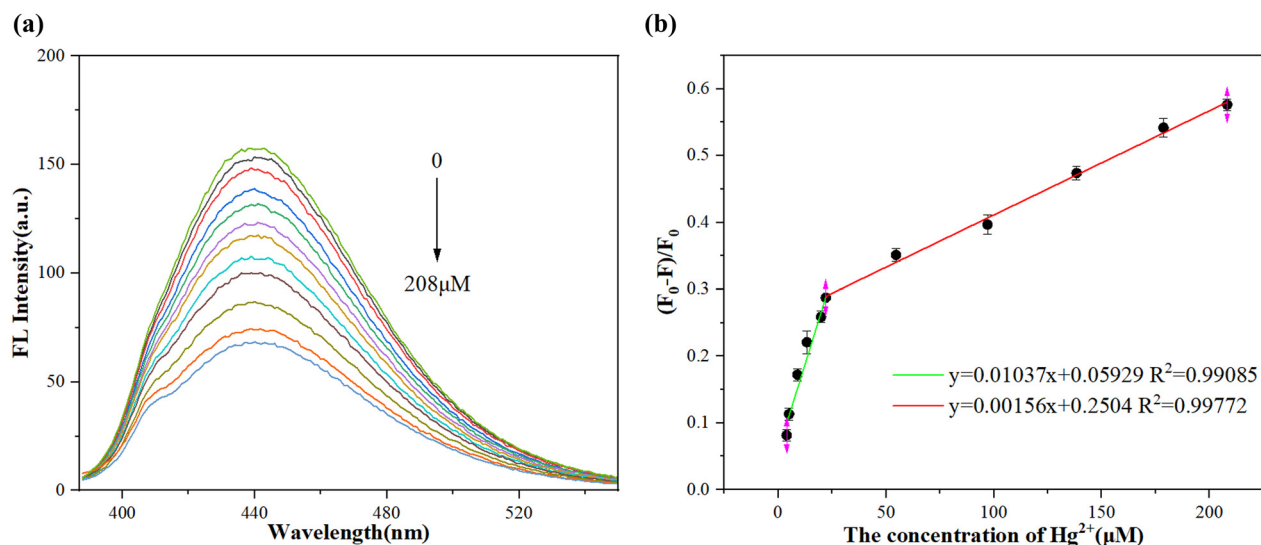 (a)
200
150
100
50
0
FL Intensity(a.u.)
400 440 480 520
Wavelength(nm)
0
208μM
(b)
0.6
0.5
0.4
0.3
0.2
0.1
0.0
(F₀-F)/F₀
0 50 100 150 200
The concentration of Hg²⁺(μM)
y=0.01037x+0.05929 R²=0.99085
y=0.00156x+0.2504 R²=0.99772